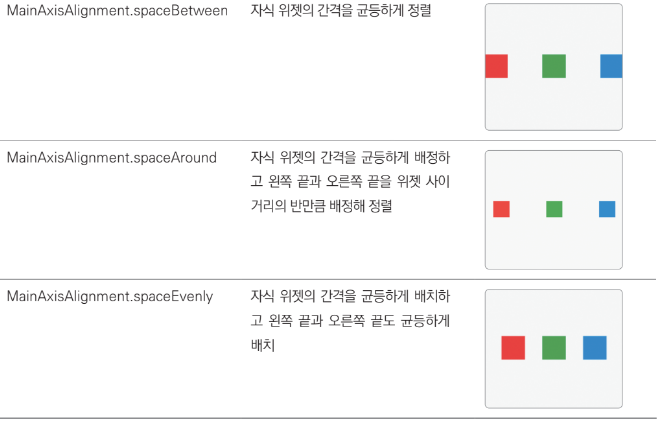 MainAxisAlignment.spaceBetween 자식 위젯의 간격을 균등하게 정렬
MainAxisAlignment.spaceAround 자식 위젯의 간격을 균등하게 배정하
고 왼쪽 끝과 오른쪽 끝을 위젯 사이
거리의 반만큼 배정해 정렬
MainAxisAlignment.spaceEvenly 자식 위젯의 간격을 균등하게 배치하
고 왼쪽 끝과 오른쪽 끝도 균등하게
배치